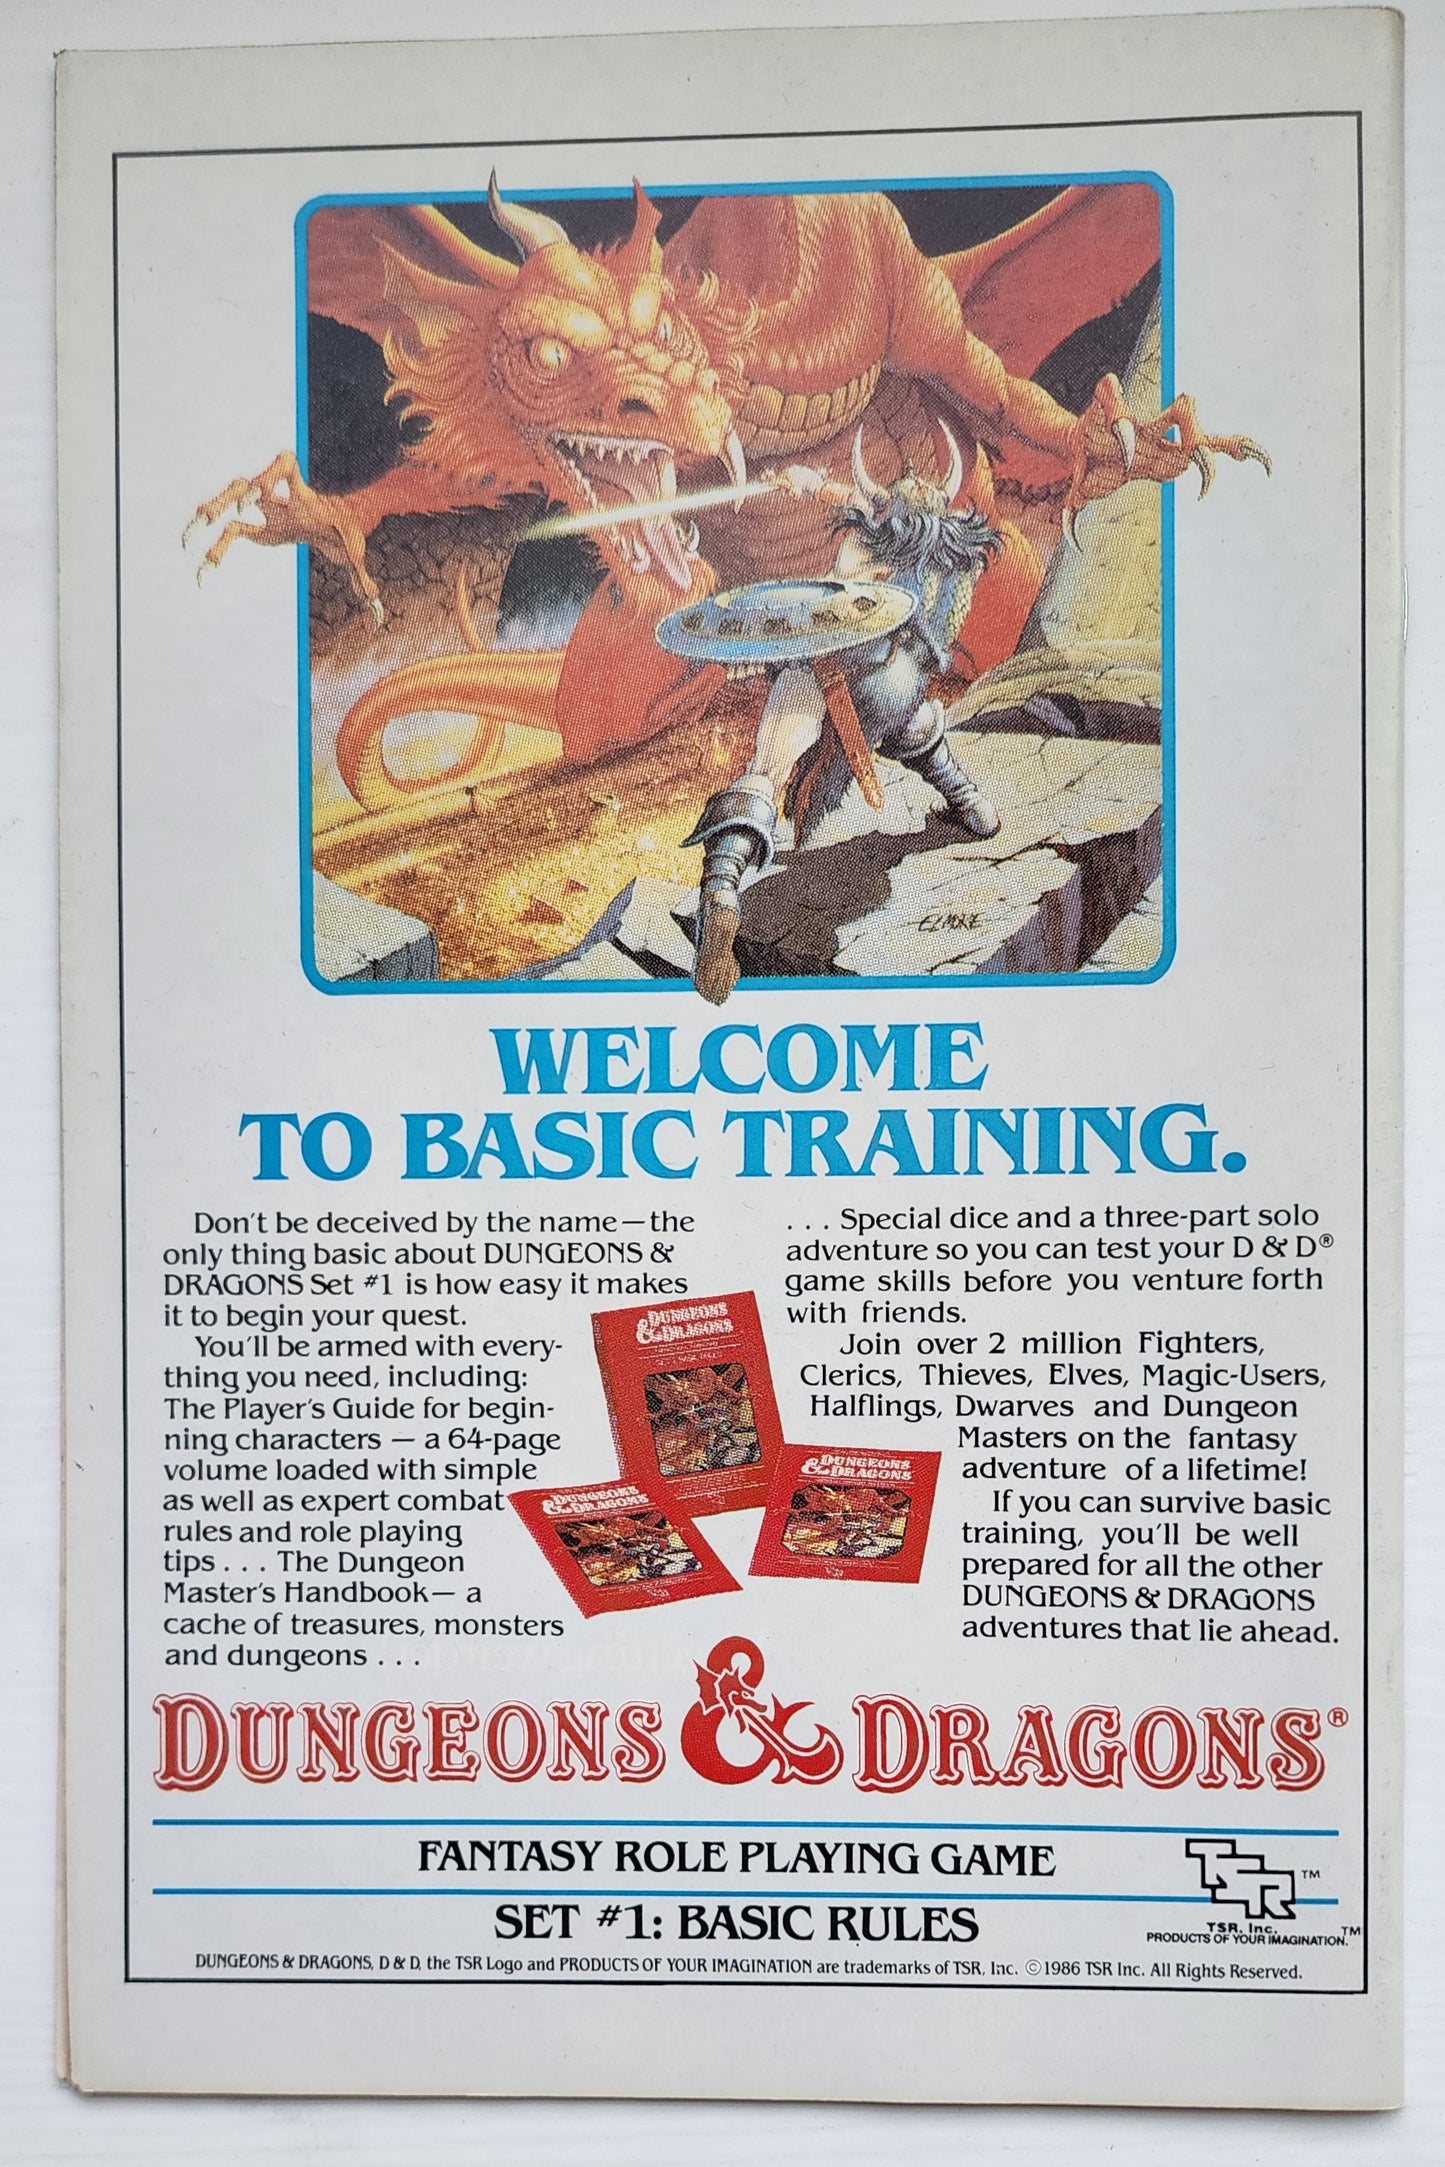 ELMORE
WELCOME
TO BASIC TRAINING.
Don't be deceived by the name—the
only thing basic about DUNGEONS &
DRAGONS Set #1 is how easy it makes
it to begin your quest.
You'll be armed with every-
thing you need, including:
The Player's Guide for begin-
ning characters — a 64-page
volume loaded with simple
as well as expert combat
rules and role playing
tips . . . The Dungeon
Master's Handbook— a
cache of treasures, monsters
and dungeons . . .
. . . Special dice and a three-part solo
adventure so you can test your D & D®
game skills before you venture forth
with friends.
Join over 2 million Fighters,
Clerics, Thieves, Elves, Magic-Users,
Halflings, Dwarves and Dungeon
Masters on the fantasy
adventure of a lifetime!
If you can survive basic
training, you'll be well
prepared for all the other
DUNGEONS & DRAGONS
adventures that lie ahead.
DUNGEONS
& DRAGONS
DUNGEONS
& DRAGONS
DUNGEONS
& DRAGONS
DUNGEONS & DRAGONS®
FANTASY ROLE PLAYING GAME
SET #1: BASIC RULES
TSR™
TSR, Inc.
PRODUCTS OF YOUR IMAGINATION.™
DUNGEONS & DRAGONS, D & D, the TSR Logo and PRODUCTS OF YOUR IMAGINATION are trademarks of TSR, Inc. ©1986 TSR Inc. All Rights Reserved.